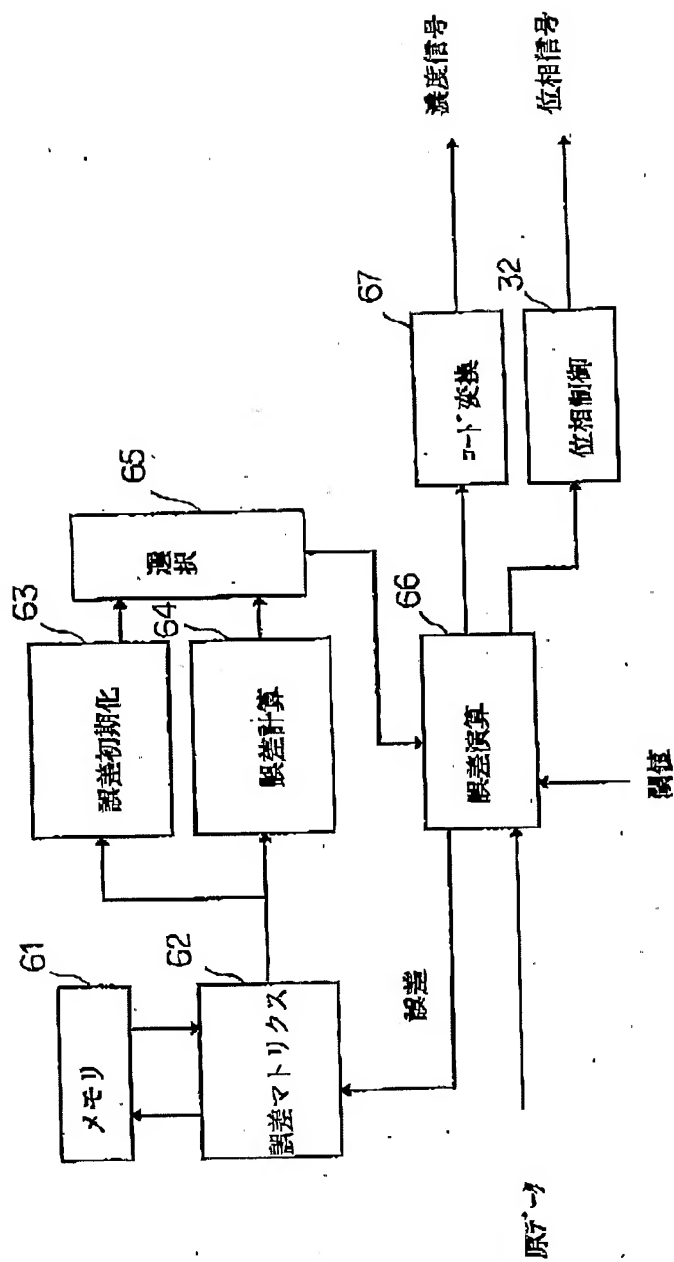 61
メモリ
62
誤差マトリクス
63
誤差初期化
64
誤差計算
65
選択
誤差
66
誤差演算
原データ
閾値
67
コード変換
32
位相制御
濃度信号
位相信号